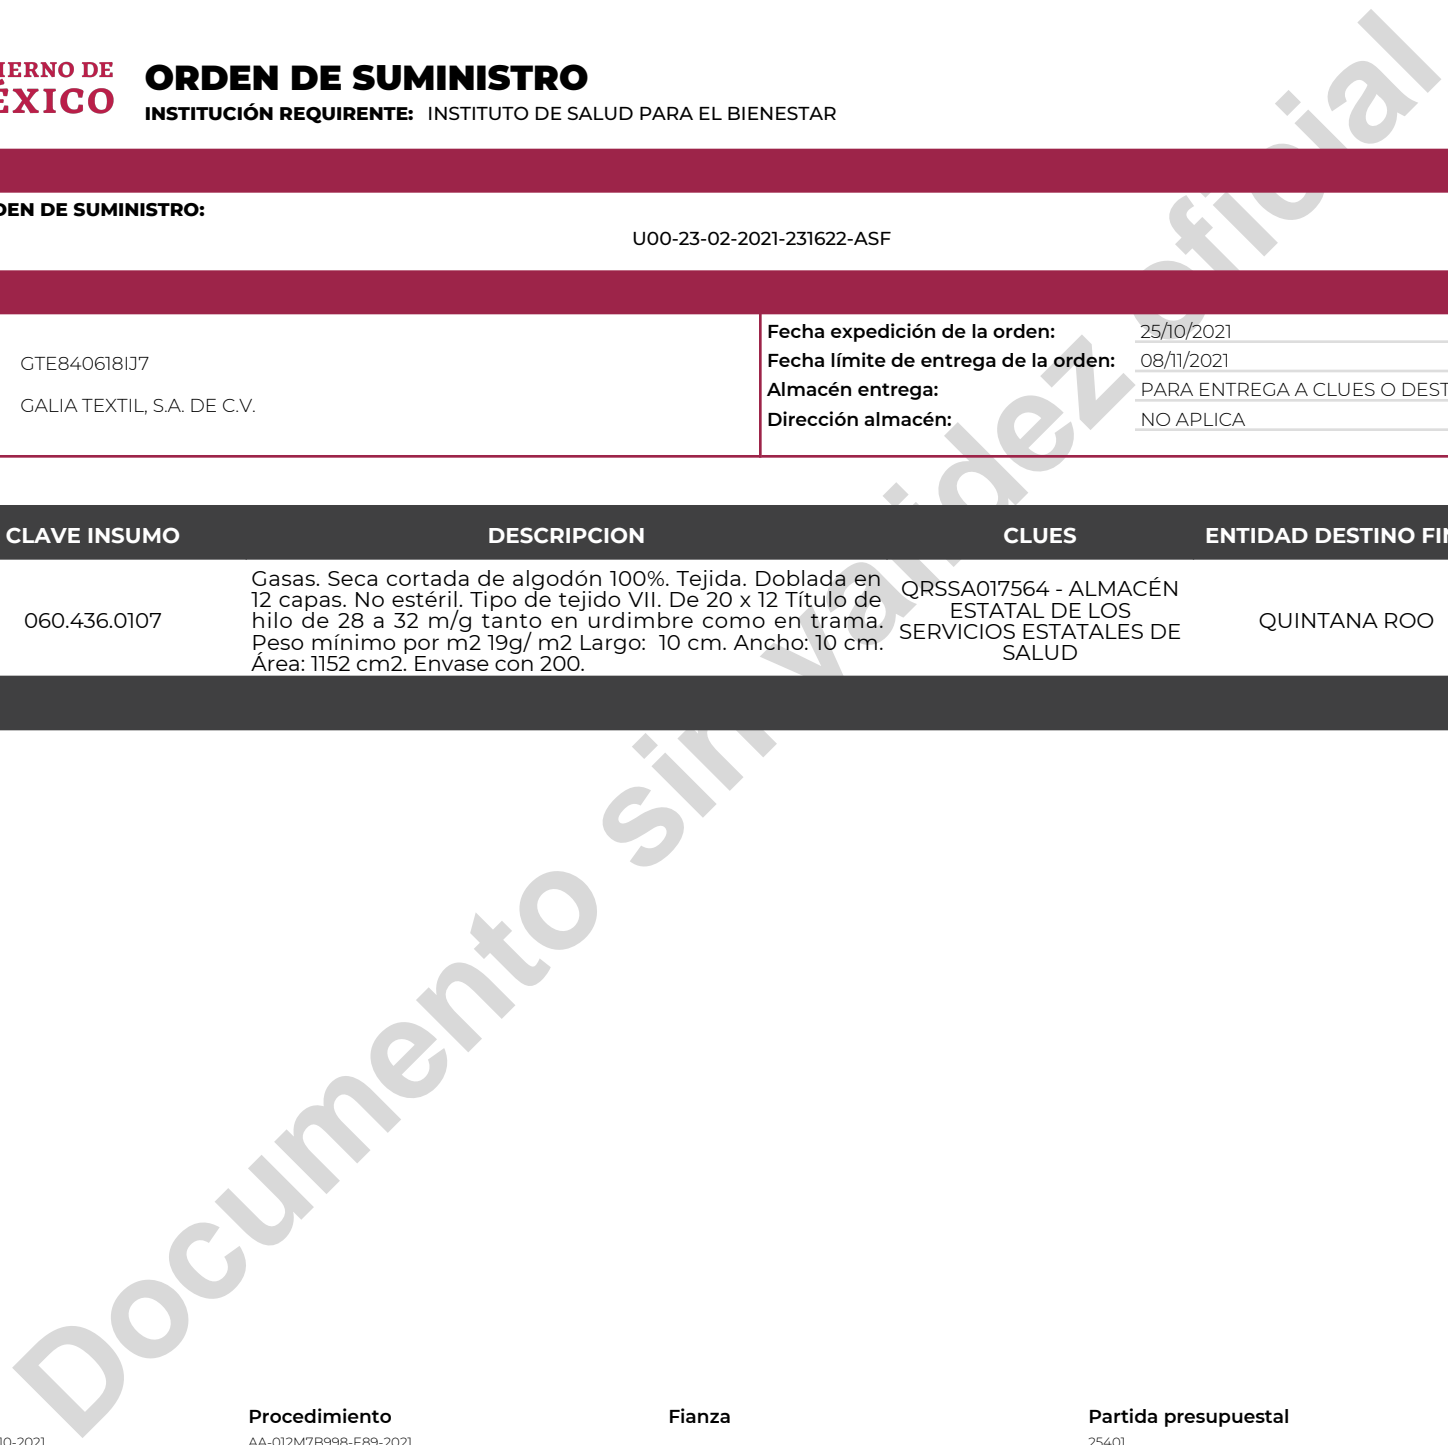 IERNO DE
ÉXICO
ORDEN DE SUMINISTRO
INSTITUCIÓN REQUIRENTE: INSTITUTO DE SALUD PARA EL BIENESTAR
DEN DE SUMINISTRO:
U00-23-02-2021-231622-ASF
GTE840618IJ7
GALIA TEXTIL, S.A. DE C.V.
Fecha expedición de la orden: 25/10/2021
Fecha límite de entrega de la orden: 08/11/2021
Almacén entrega: PARA ENTREGA A CLUES O DEST
Dirección almacén: NO APLICA
CLAVE INSUMO DESCRIPCION CLUES ENTIDAD DESTINO FIN
060.436.0107
Gasas. Seca cortada de algodón 100%. Tejida. Doblada en
12 capas. No estéril. Tipo de tejido VII. De 20 x 12 Título de
hilo de 28 a 32 m/g tanto en urdimbre como en trama.
Peso mínimo por m2 19g/ m2 Largo: 10 cm. Ancho: 10 cm.
Área: 1152 cm2. Envase con 200.
QRSSA017564 - ALMACÉN
ESTATAL DE LOS
SERVICIOS ESTATALES DE
SALUD
QUINTANA ROO
Documento sin validez oficial
Procedimiento Fianza Partida presupuestal
10-2021 AA-012M7B998-E89-2021 25401